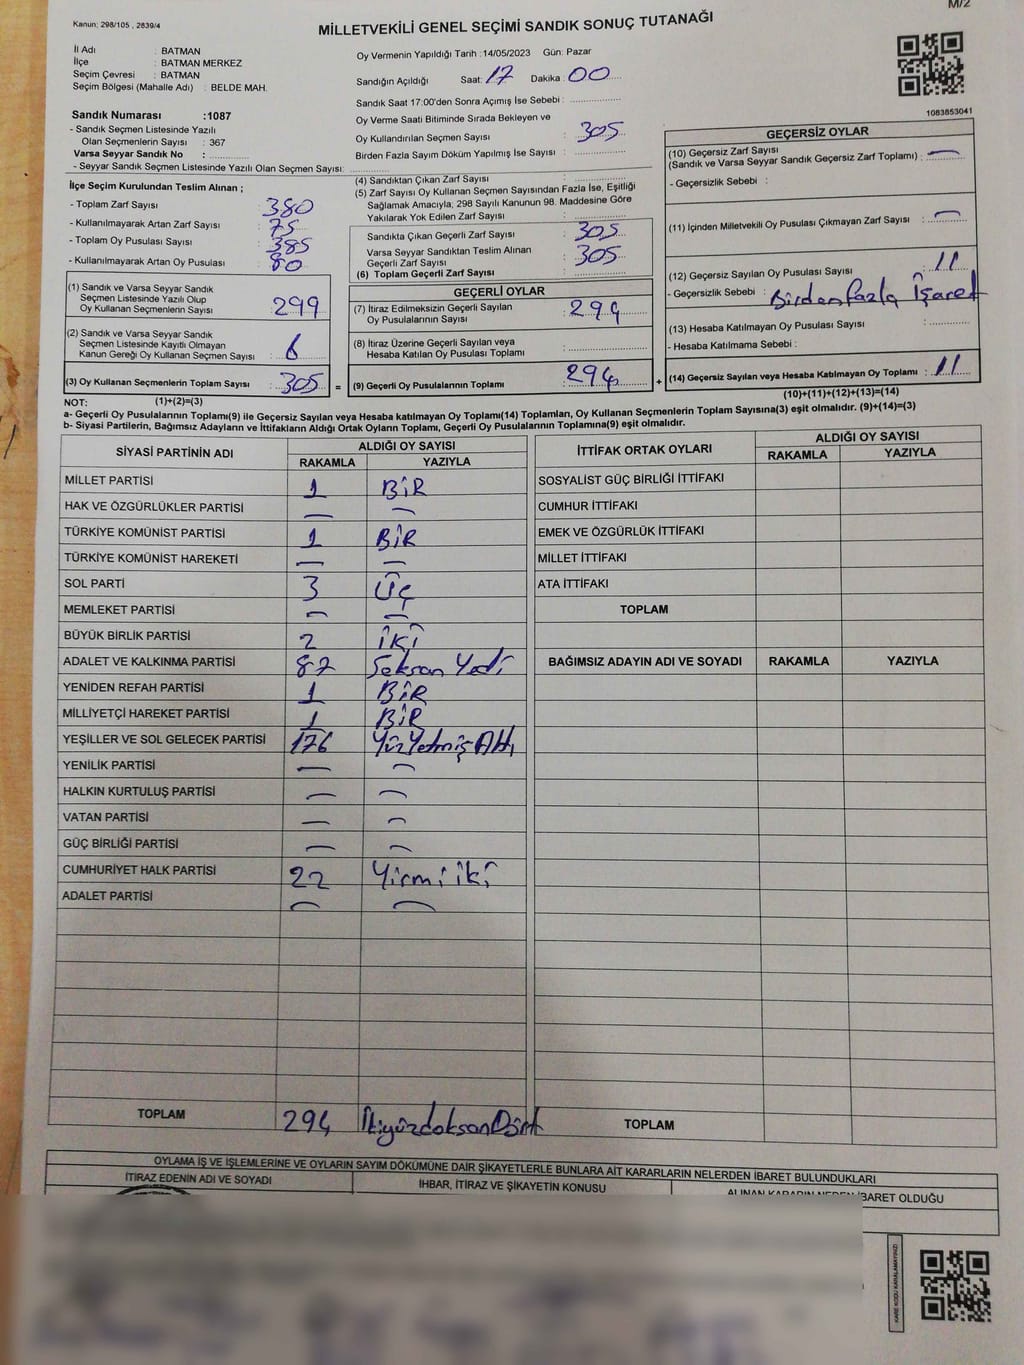 M/2
Kanun; 298/105 , 2839/4
MİLLETVEKİLİ GENEL SEÇİMİ SANDIK SONUÇ TUTANAĞI
İl Adı : BATMAN
İlçe : BATMAN MERKEZ
Seçim Çevresi : BATMAN
Seçim Bölgesi (Mahalle Adı) : BELDE MAH.
Oy Vermenin Yapıldığı Tarih :14/05/2023 Gün: Pazar
Sandığın Açıldığı Saat: 17 Dakika : 00
Sandık Saat 17:00'den Sonra Açımış İse Sebebi :
Oy Verme Saati Bitiminde Sırada Bekleyen ve
Oy Kullandırılan Seçmen Sayısı : 305
Birden Fazla Sayım Döküm Yapılmış İse Sayısı :
1083853041
Sandık Numarası :1087
- Sandık Seçmen Listesinde Yazılı
Olan Seçmenlerin Sayısı : 367
Varsa Seyyar Sandık No :
- Seyyar Sandık Seçmen Listesinde Yazılı Olan Seçmen Sayısı:
İlçe Seçim Kurulundan Teslim Alınan ;
- Toplam Zarf Sayısı : 380
- Kullanılmayarak Artan Zarf Sayısı : 75
- Toplam Oy Pusulası Sayısı : 385
- Kullanılmayarak Artan Oy Pusulası : 80
(4) Sandıktan Çıkan Zarf Sayısı :
(5) Zarf Sayısı Oy Kullanan Seçmen Sayısından Fazla İse, Eşitliği
Sağlamak Amacıyla; 298 Sayılı Kanunun 98. Maddesine Göre
Yakılarak Yok Edilen Zarf Sayısı :
Sandıkta Çıkan Geçerli Zarf Sayısı : 305
Varsa Seyyar Sandıktan Teslim Alınan
Geçerli Zarf Sayısı : 305
(6) Toplam Geçerli Zarf Sayısı :
GEÇERSİZ OYLAR
(10) Geçersiz Zarf Sayısı
(Sandık ve Varsa Seyyar Sandık Geçersiz Zarf Toplamı) : —
- Geçersizlik Sebebi :
(11) İçinden Milletvekili Oy Pusulası Çıkmayan Zarf Sayısı : —
(12) Geçersiz Sayılan Oy Pusulası Sayısı : 11
- Geçersizlik Sebebi : Birden fazla İşaret
(13) Hesaba Katılmayan Oy Pusulası Sayısı :
- Hesaba Katılmama Sebebi :
(14) Geçersiz Sayılan veya Hesaba Katılmayan Oy Toplamı : 11
(10)+(11)+(12)+(13)=(14)
(1) Sandık ve Varsa Seyyar Sandık
Seçmen Listesinde Yazılı Olup
Oy Kullanan Seçmenlerin Sayısı : 299
(2) Sandık ve Varsa Seyyar Sandık
Seçmen Listesinde Kayıtlı Olmayan
Kanun Gereği Oy Kullanan Seçmen Sayısı : 6
(3) Oy Kullanan Seçmenlerin Toplam Sayısı : 305 =
(1)+(2)=(3)
GEÇERLİ OYLAR
(7) İtiraz Edilmeksizin Geçerli Sayılan
Oy Pusulalarının Sayısı : 294
(8) İtiraz Üzerine Geçerli Sayılan veya
Hesaba Katılan Oy Pusulası Toplamı :
(9) Geçerli Oy Pusulalarının Toplamı : 294 +
NOT:
a- Geçerli Oy Pusulalarının Toplamı(9) ile Geçersiz Sayılan veya Hesaba katılmayan Oy Toplamı(14) Toplamları, Oy Kullanan Seçmenlerin Toplam Sayısına(3) eşit olmalıdır. (9)+(14)=(3)
b- Siyasi Partilerin, Bağımsız Adayların ve İttifakların Aldığı Ortak Oyların Toplamı, Geçerli Oy Pusulalarının Toplamına(9) eşit olmalıdır.
SİYASİ PARTİNİN ADI ALDIĞI OY SAYISI
RAKAMLA YAZIYLA
MİLLET PARTİSİ 1 BİR
HAK VE ÖZGÜRLÜKLER PARTİSİ — —
TÜRKİYE KOMÜNİST PARTİSİ 1 BİR
TÜRKİYE KOMÜNİST HAREKETİ — —
SOL PARTİ 3 Üç
MEMLEKET PARTİSİ — —
BÜYÜK BİRLİK PARTİSİ 2 İki
ADALET VE KALKINMA PARTİSİ 87 Seksan Yedi
YENİDEN REFAH PARTİSİ 1 BİR
MİLLİYETÇİ HAREKET PARTİSİ 1 BİR
YEŞİLLER VE SOL GELECEK PARTİSİ 176 YüzYetmiş Altı
YENİLİK PARTİSİ — —
HALKIN KURTULUŞ PARTİSİ — —
VATAN PARTİSİ — —
GÜÇ BİRLİĞİ PARTİSİ — —
CUMHURİYET HALK PARTİSİ 22 Yirmi iki
ADALET PARTİSİ — —
TOPLAM 294 İkiyüzdoksanDört
İTTİFAK ORTAK OYLARI ALDIĞI OY SAYISI
RAKAMLA YAZIYLA
SOSYALİST GÜÇ BİRLİĞİ İTTİFAKI
CUMHUR İTTİFAKI
EMEK VE ÖZGÜRLÜK İTTİFAKI
MİLLET İTTİFAKI
ATA İTTİFAKI
TOPLAM
BAĞIMSIZ ADAYIN ADI VE SOYADI RAKAMLA YAZIYLA
TOPLAM
OYLAMA İŞ VE İŞLEMLERİNE VE OYLARIN SAYIM DÖKÜMÜNE DAİR ŞİKAYETLERLE BUNLARA AİT KARARLARIN NELERDEN İBARET BULUNDUKLARI
İTİRAZ EDENİN ADI VE SOYADI İHBAR, İTİRAZ VE ŞİKAYETİN KONUSU ALINAN KARARIN NEDEN İBARET OLDUĞU
KARE KODU KARALAMAYINIZ!